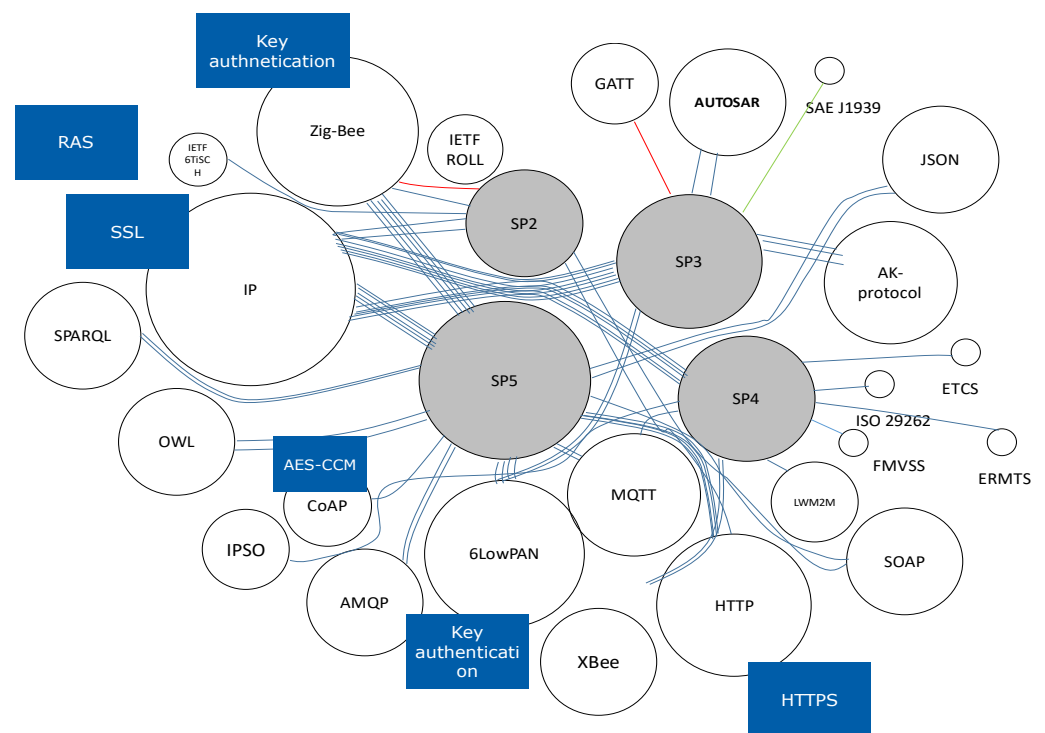 Key
authnetication
GATT
AUTOSAR
SAE J1939
Zig-Bee
RAS
IETF
6TiSC
H
IETF
ROLL
JSON
SSL
SP2
SP3
AK-
protocol
IP
SPARQL
SP5
SP4
ETCS
ISO 29262
OWL
AES-CCM
FMVSS
ERMTS
CoAP
MQTT
LWM2M
IPSO
6LowPAN
SOAP
AMQP
HTTP
Key
authenticati
on
XBee
HTTPS